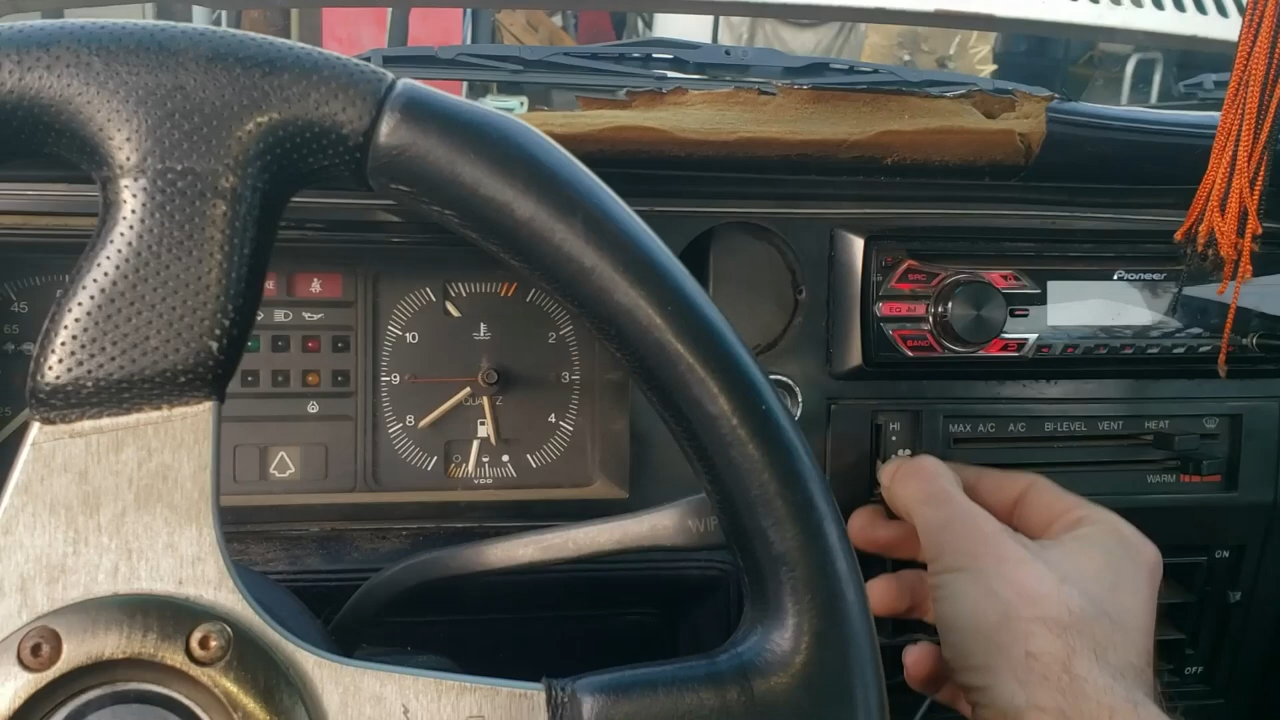 45
65
25
10
2
9
3
8
4
QUARTZ
VDO
WIP
SRC
EQ
BAND
Pioneer
HI
MAX A/C A/C BI-LEVEL VENT HEAT
WARM
ON
OFF